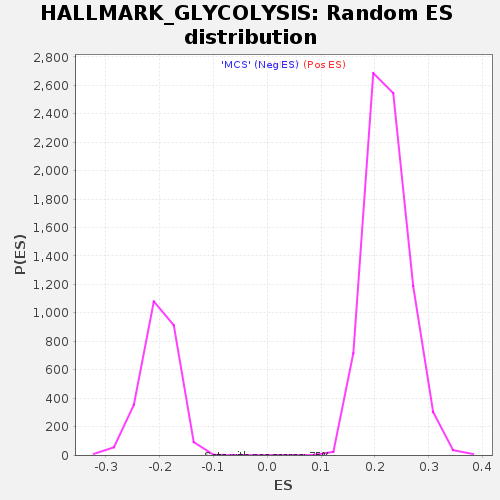 HALLMARK_GLYCOLYSIS: Random ES
distribution
'MCS' (Neg ES) (Pos ES)
2,800
2,600
2,400
2,200
2,000
1,800
1,600
1,400
1,200
1,000
800
600
400
200
0
P(ES)
-0.3 -0.2 -0.1 0.0 0.1 0.2 0.3 0.4
ES